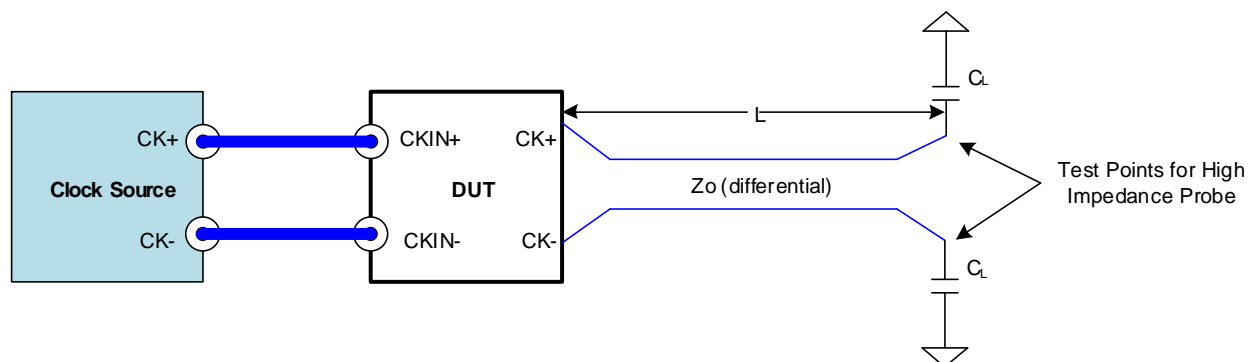 CK+
Clock Source
CK-
CKIN+
DUT
CKIN-
CK+
CK-
L
Zo (differential)
CL
CL
Test Points for High
Impedance Probe